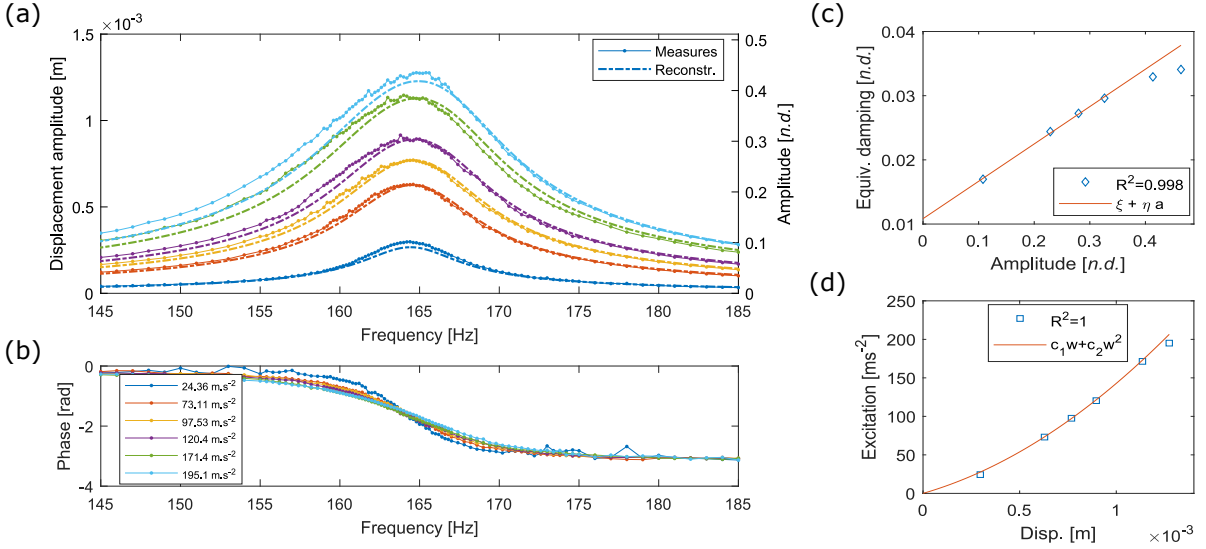 (a)
×10⁻³
1.5
1
0.5
0
Displacement amplitude [m]
145 150 155 160 165 170 175 180 185
Frequency [Hz]
0.5
0.4
0.3
0.2
0.1
0
Amplitude [n.d.]
Measures
Reconstr.
(b)
0
-2
-4
Phase [rad]
24.36 m.s⁻²
73.11 m.s⁻²
97.53 m.s⁻²
120.4 m.s⁻²
171.4 m.s⁻²
195.1 m.s⁻²
145 150 155 160 165 170 175 180 185
Frequency [Hz]
(c)
0.04
0.03
0.02
0.01
Equiv. damping [n.d.]
R²=0.998
ξ + η a
0 0.1 0.2 0.3 0.4
Amplitude [n.d.]
(d)
250
200
150
100
50
0
Excitation [ms⁻²]
R²=1
c₁w+c₂w²
0 0.5 1
Disp. [m]
×10⁻³